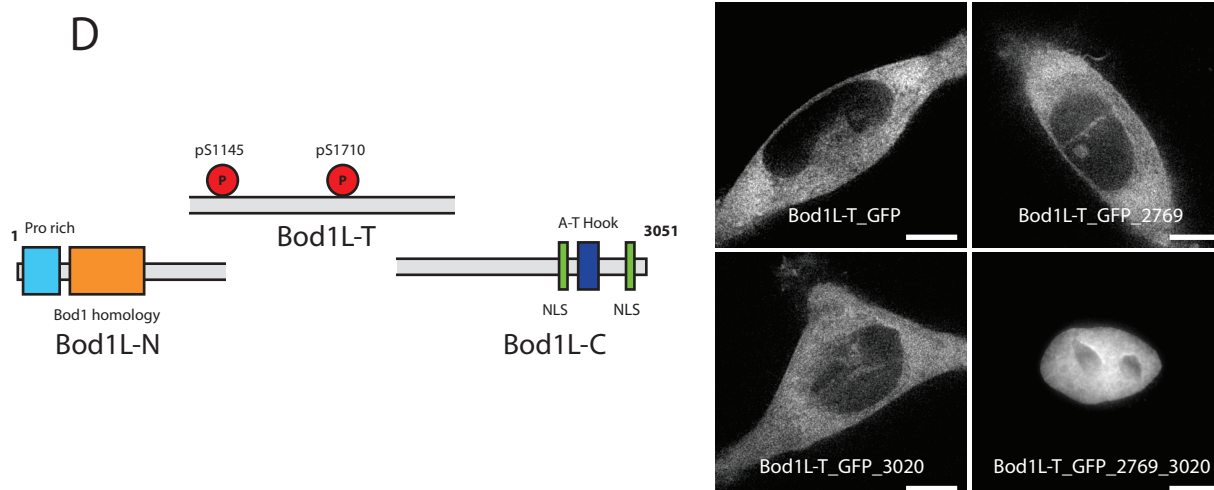 D
pS1145
pS1710
P
P
Bod1L-T
1
Pro rich
Bod1 homology
Bod1L-N
A-T Hook
3051
NLS
NLS
Bod1L-C
Bod1L-T_GFP
Bod1L-T_GFP_2769
Bod1L-T_GFP_3020
Bod1L-T_GFP_2769_3020